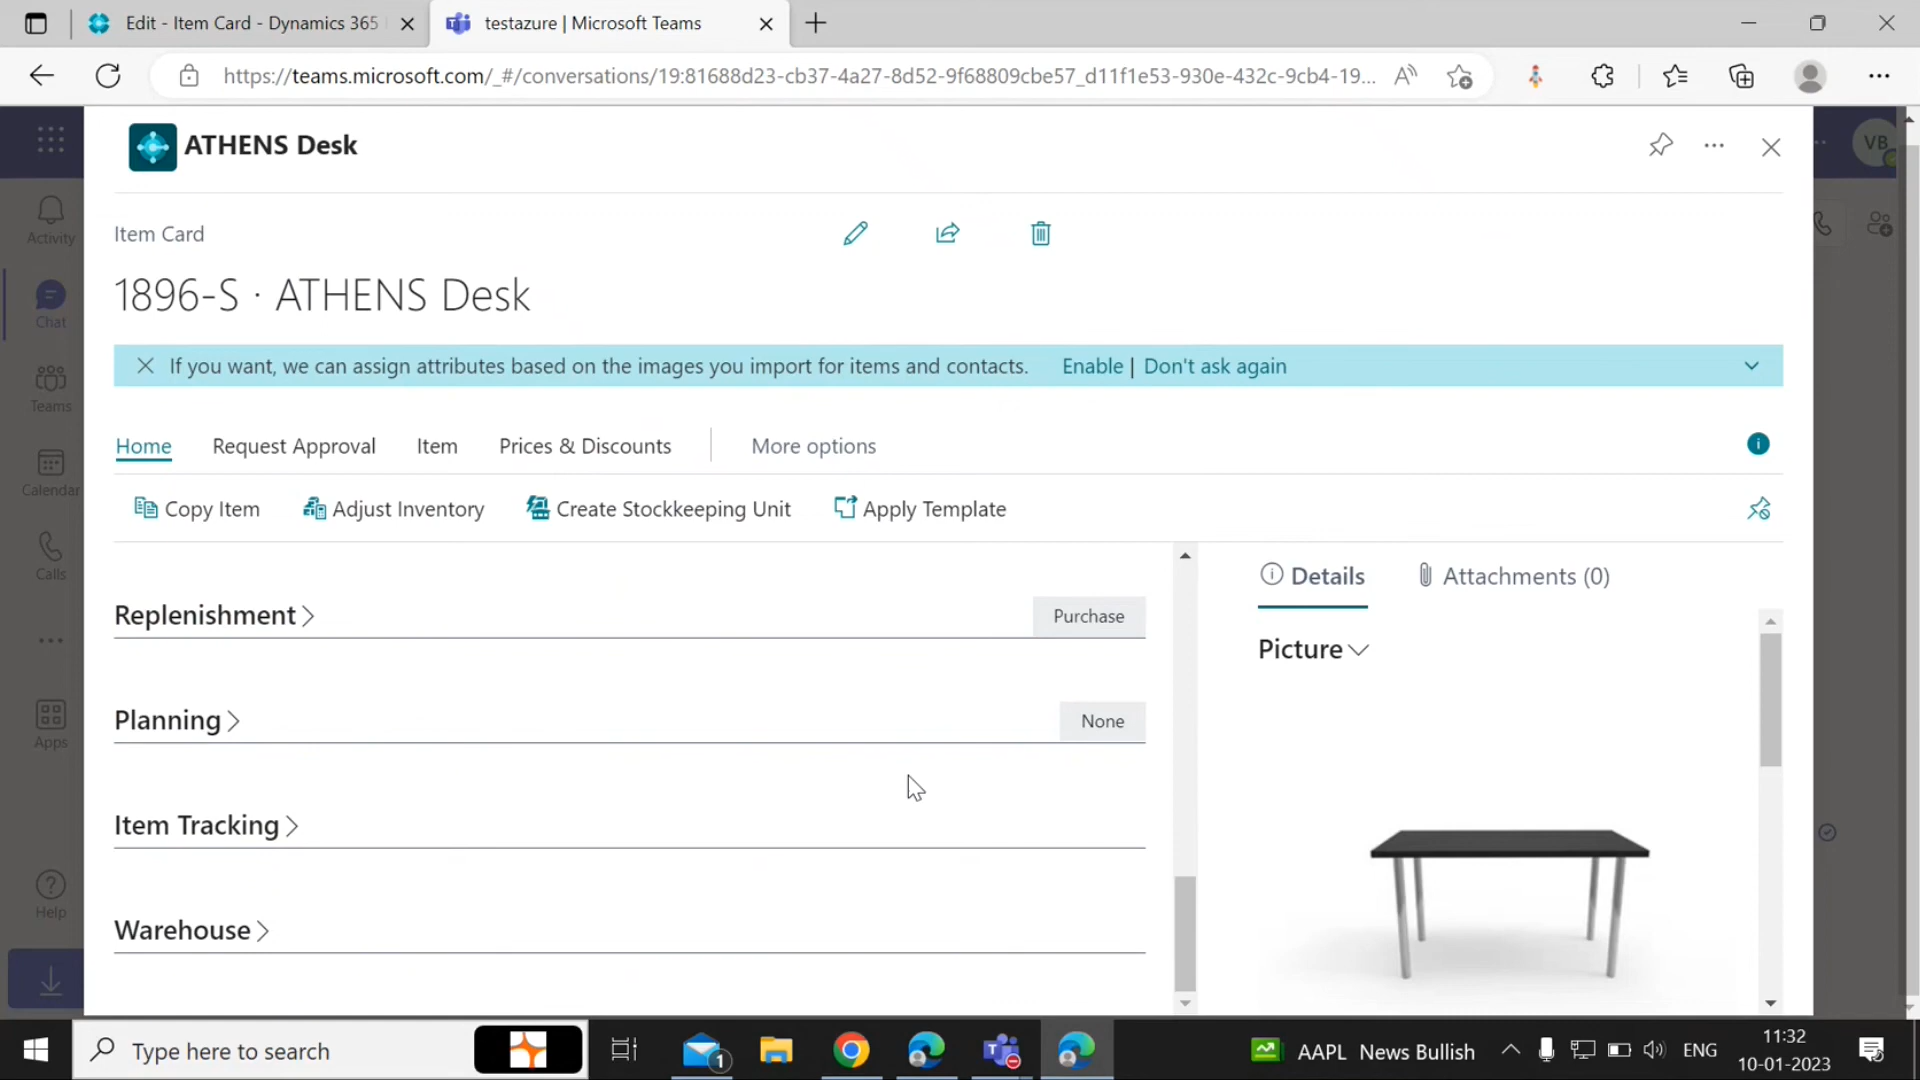 Edit - Item Card - Dynamics 365
testazure | Microsoft Teams
https://teams.microsoft.com/_#/conversations/19:81688d23-cb37-4a27-8d52-9f68809cbe57_d11f1e53-930e-432c-9cb4-19...
ATHENS Desk
VB
Activity
Chat
Teams
Calendar
Calls
Apps
Help
Item Card
1896-S · ATHENS Desk
If you want, we can assign attributes based on the images you import for items and contacts. Enable | Don't ask again
Home Request Approval Item Prices & Discounts More options
Copy Item Adjust Inventory Create Stockkeeping Unit Apply Template
Replenishment Purchase
Planning None
Item Tracking
Warehouse
Details Attachments (0)
Picture
Type here to search
1
AAPL News Bullish
ENG
11:32
10-01-2023